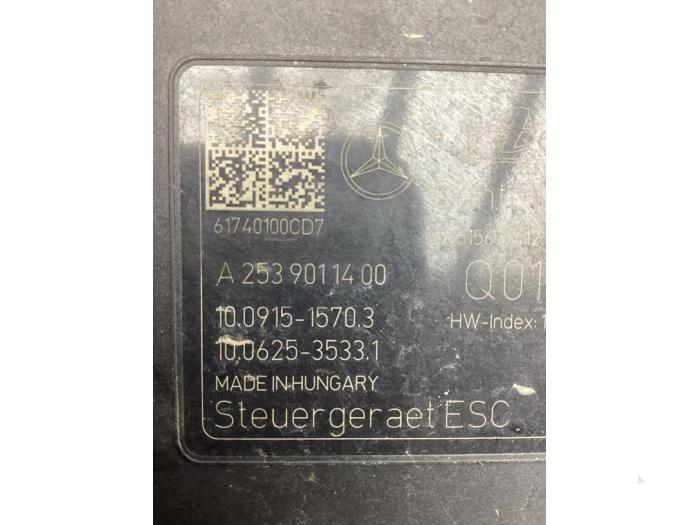 61740100CD7
A 253 901 14 00
Q01
10.0915-1570.3
HW-Index: 1
10.0625-3533.1
MADE IN HUNGARY
Steuergeraet ESC